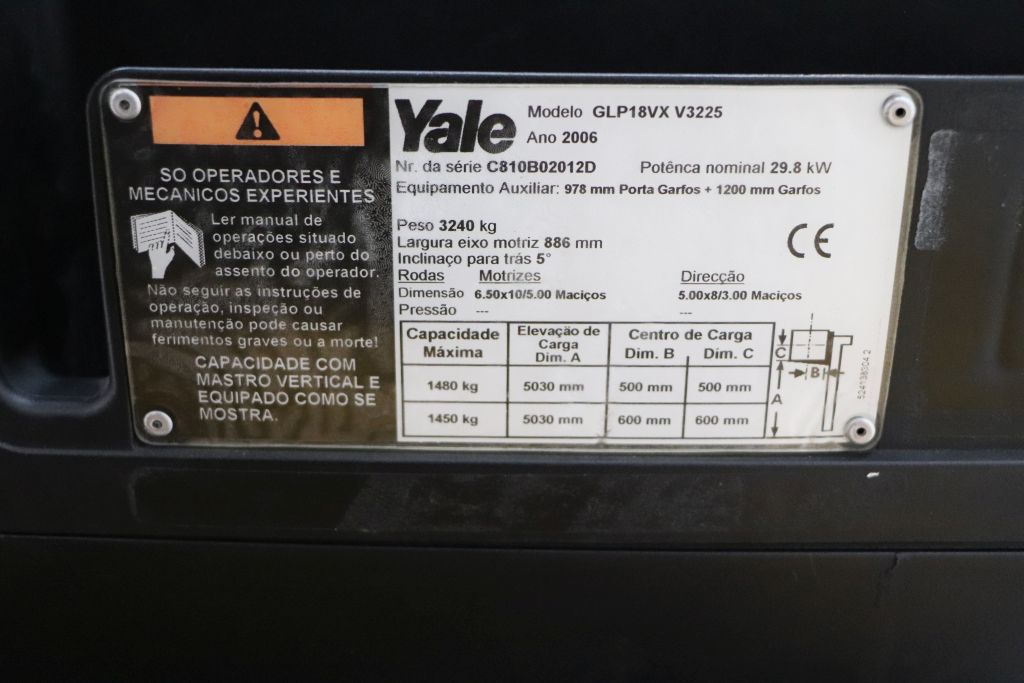 SO OPERADORES E
MECANICOS EXPERIENTES
Ler manual de
operações situado
debaixo ou perto do
assento do operador.
Não seguir as instruções de
operação, inspeção ou
manutenção pode causar
ferimentos graves ou a morte!
CAPACIDADE COM
MASTRO VERTICAL E
EQUIPADO COMO SE
MOSTRA.
Yale
Modelo GLP18VX V3225
Ano 2006
Nr. da série C810B02012D Potênca nominal 29.8 kW
Equipamento Auxiliar: 978 mm Porta Garfos + 1200 mm Garfos
Peso 3240 kg
Largura eixo motriz 886 mm
Inclinaço para trás 5°
CE
Rodas Motrizes Direcção
Dimensão 6.50x10/5.00 Maciços 5.00x8/3.00 Maciços
Pressão --- ---
Capacidade Máxima Elevação de Carga Dim. A Centro de Carga Dim. B Dim. C
1480 kg 5030 mm 500 mm 500 mm
1450 kg 5030 mm 600 mm 600 mm
C
B
A
524138304 2